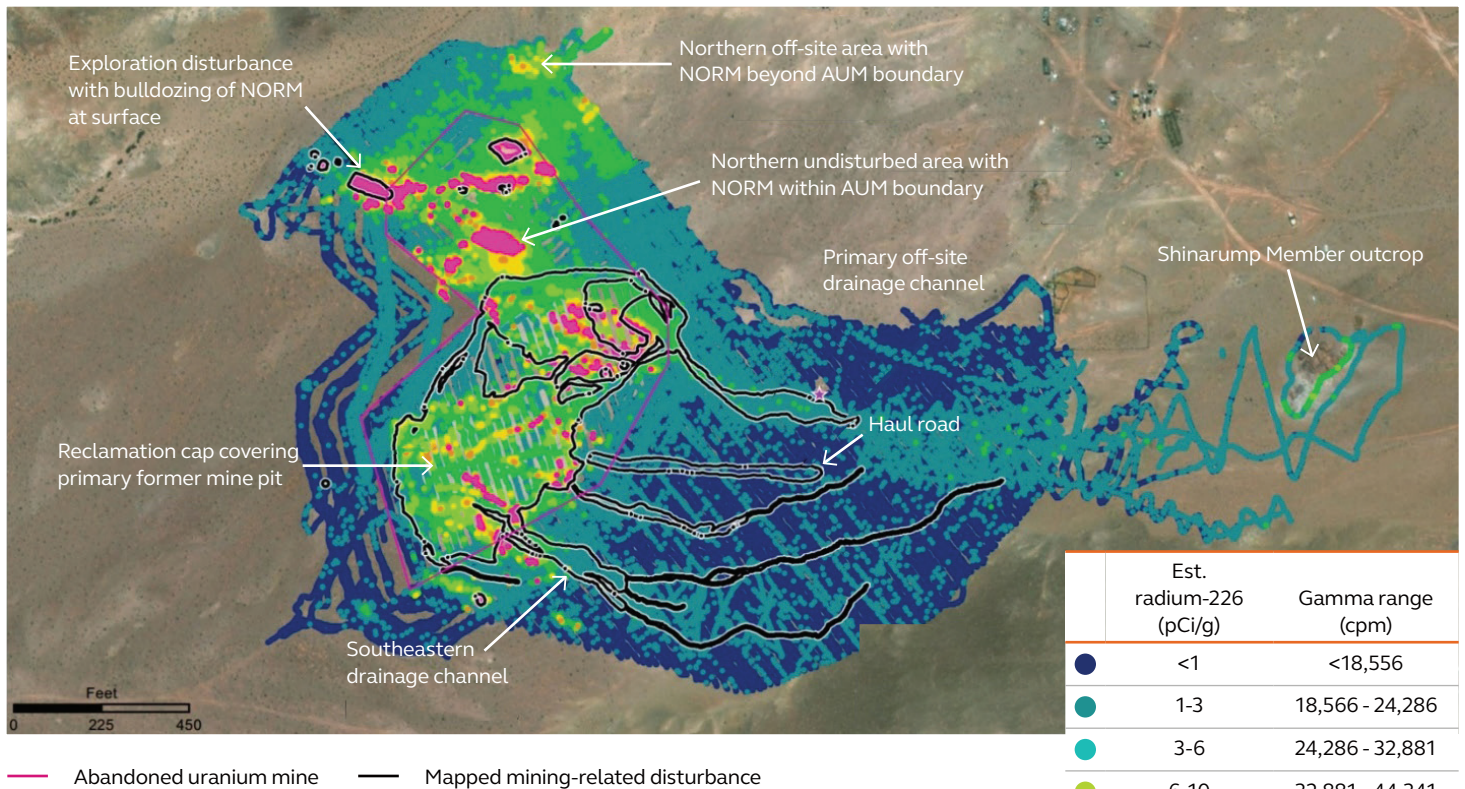 Exploration disturbance
with bulldozing of NORM
at surface
Northern off-site area with
NORM beyond AUM boundary
Northern undisturbed area with
NORM within AUM boundary
Primary off-site
drainage channel
Shinarump Member outcrop
Haul road
Reclamation cap covering
primary former mine pit
Southeastern
drainage channel
Feet
0 225 450
Abandoned uranium mine
Mapped mining-related disturbance
Est.
radium-226
(pCi/g)
Gamma range
(cpm)
<1 <18,556
1-3 18,566 - 24,286
3-6 24,286 - 32,881